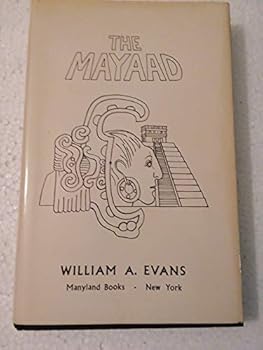 THE
MAYAAD
WILLIAM A. EVANS
Manyland Books - New York